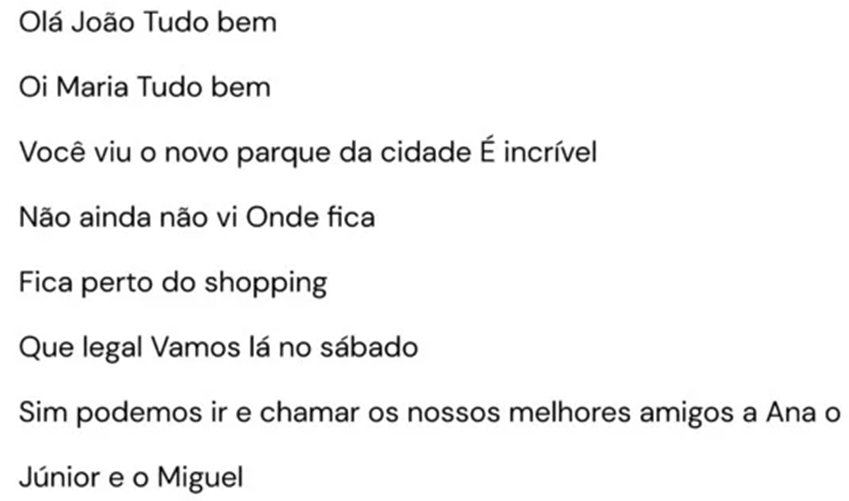 Olá João Tudo bem
Oi Maria Tudo bem
Você viu o novo parque da cidade É incrível
Não ainda não vi Onde fica
Fica perto do shopping
Que legal Vamos lá no sábado
Sim podemos ir e chamar os nossos melhores amigos a Ana o
Júnior e o Miguel